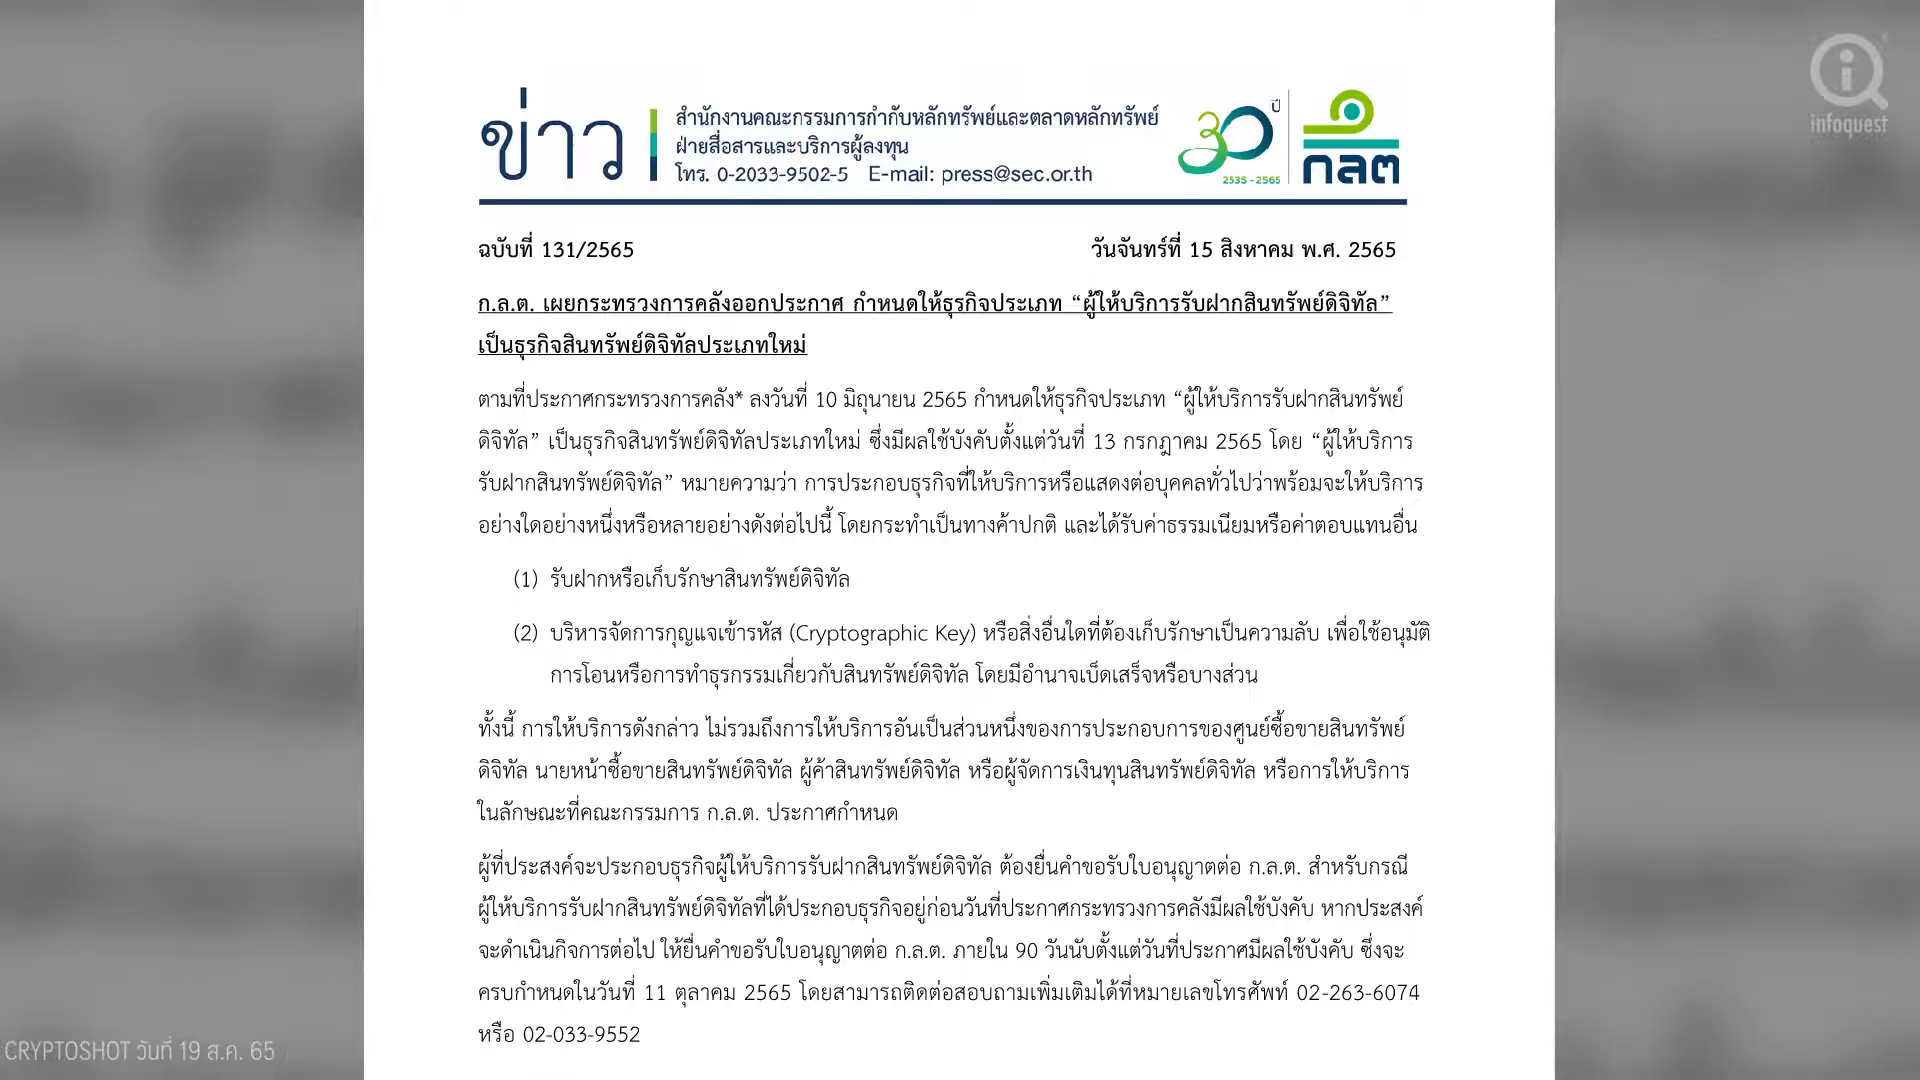 ข่าว
สำนักงานคณะกรรมการกำกับหลักทรัพย์และตลาดหลักทรัพย์
ฝ่ายสื่อสารและบริการผู้ลงทุน
โทร. 0-2033-9502-5 E-mail: press@sec.or.th
30 ปี
2535 - 2565
กลต
infoquest
ฉบับที่ 131/2565
วันจันทร์ที่ 15 สิงหาคม พ.ศ. 2565
ก.ล.ต. เผยกระทรวงการคลังออกประกาศ กำหนดให้ธุรกิจประเภท “ผู้ให้บริการรับฝากสินทรัพย์ดิจิทัล”
เป็นธุรกิจสินทรัพย์ดิจิทัลประเภทใหม่
ตามที่ประกาศกระทรวงการคลัง* ลงวันที่ 10 มิถุนายน 2565 กำหนดให้ธุรกิจประเภท “ผู้ให้บริการรับฝากสินทรัพย์
ดิจิทัล” เป็นธุรกิจสินทรัพย์ดิจิทัลประเภทใหม่ ซึ่งมีผลใช้บังคับตั้งแต่วันที่ 13 กรกฎาคม 2565 โดย “ผู้ให้บริการ
รับฝากสินทรัพย์ดิจิทัล” หมายความว่า การประกอบธุรกิจที่ให้บริการหรือแสดงต่อบุคคลทั่วไปว่าพร้อมจะให้บริการ
อย่างใดอย่างหนึ่งหรือหลายอย่างดังต่อไปนี้ โดยกระทำเป็นทางค้าปกติ และได้รับค่าธรรมเนียมหรือค่าตอบแทนอื่น
(1) รับฝากหรือเก็บรักษาสินทรัพย์ดิจิทัล
(2) บริหารจัดการกุญแจเข้ารหัส (Cryptographic Key) หรือสิ่งอื่นใดที่ต้องเก็บรักษาเป็นความลับ เพื่อใช้อนุมัติ
การโอนหรือการทำธุรกรรมเกี่ยวกับสินทรัพย์ดิจิทัล โดยมีอำนาจเบ็ดเสร็จหรือบางส่วน
ทั้งนี้ การให้บริการดังกล่าว ไม่รวมถึงการให้บริการอันเป็นส่วนหนึ่งของการประกอบการของศูนย์ซื้อขายสินทรัพย์
ดิจิทัล นายหน้าซื้อขายสินทรัพย์ดิจิทัล ผู้ค้าสินทรัพย์ดิจิทัล หรือผู้จัดการเงินทุนสินทรัพย์ดิจิทัล หรือการให้บริการ
ในลักษณะที่คณะกรรมการ ก.ล.ต. ประกาศกำหนด
ผู้ที่ประสงค์จะประกอบธุรกิจผู้ให้บริการรับฝากสินทรัพย์ดิจิทัล ต้องยื่นคำขอรับใบอนุญาตต่อ ก.ล.ต. สำหรับกรณี
ผู้ให้บริการรับฝากสินทรัพย์ดิจิทัลที่ได้ประกอบธุรกิจอยู่ก่อนวันที่ประกาศกระทรวงการคลังมีผลใช้บังคับ หากประสงค์
จะดำเนินกิจการต่อไป ให้ยื่นคำขอรับใบอนุญาตต่อ ก.ล.ต. ภายใน 90 วันนับตั้งแต่วันที่ประกาศมีผลใช้บังคับ ซึ่งจะ
ครบกำหนดในวันที่ 11 ตุลาคม 2565 โดยสามารถติดต่อสอบถามเพิ่มเติมได้ที่หมายเลขโทรศัพท์ 02-263-6074
หรือ 02-033-9552
CRYPTOSHOT วันที่ 19 ส.ค. 65